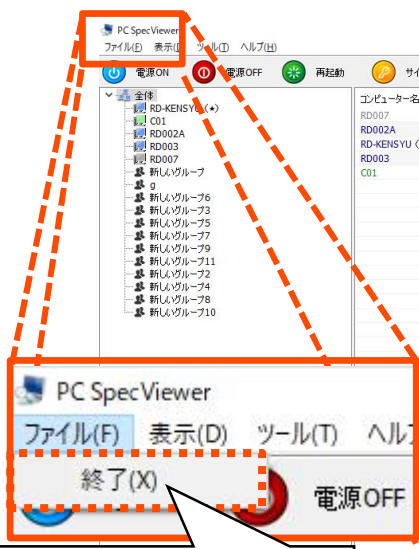 PC SpecViewer
ファイル(F) 表示(D) ツール(T) ヘルプ(H)
電源ON 電源OFF 再起動 サイ
全体
RD-KENSYU (★)
C01
RD002A
RD003
RD007
新しいグループ
g
新しいグループ6
新しいグループ3
新しいグループ5
新しいグループ7
新しいグループ9
新しいグループ11
新しいグループ2
新しいグループ4
新しいグループ8
新しいグループ10
コンピューター名
RD007
RD002A
RD-KENSYU (
RD003
C01
PC SpecViewer
ファイル(F) 表示(D) ツール(T) ヘル
終了(X)
電源OFF